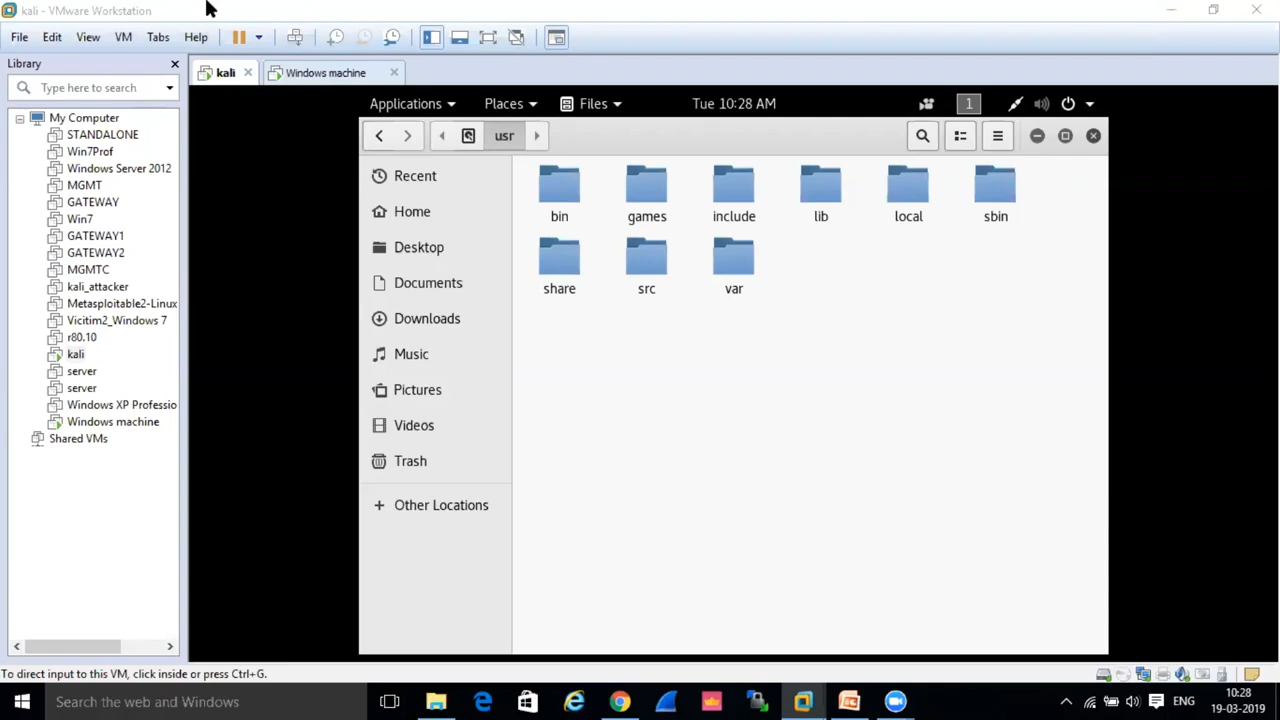 kali - VMware Workstation
File Edit View VM Tabs Help
Library
Type here to search
My Computer
STANDALONE
Win7Prof
Windows Server 2012
MGMT
GATEWAY
Win7
GATEWAY1
GATEWAY2
MGMTC
kali_attacker
Metasploitable2-Linux
Vicitim2_Windows 7
r80.10
kali
server
server
Windows XP Professio
Windows machine
Shared VMs
kali Windows machine
Applications Places Files Tue 10:28 AM 1
usr
Recent
Home
Desktop
Documents
Downloads
Music
Pictures
Videos
Trash
+ Other Locations
bin games include lib local sbin
share src var
To direct input to this VM, click inside or press Ctrl+G.
Search the web and Windows
ENG
10:28
19-03-2019